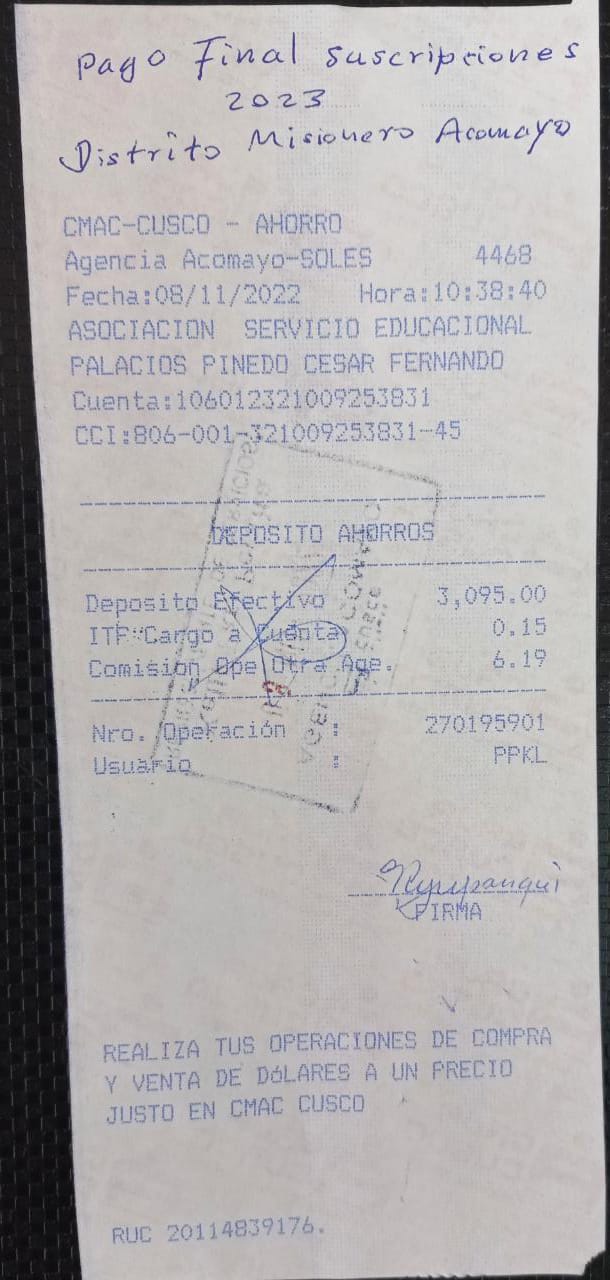 Pago Final suscripciones
2023
Distrito Misionero Acomayo
CMAC-CUSCO - AHORRO
Agencia Acomayo-SOLES 4468
Fecha:08/11/2022 Hora:10:38:40
ASOCIACION SERVICIO EDUCACIONAL
PALACIOS PINEDO CESAR FERNANDO
Cuenta:106012321009253831
CCI:806-001-321009253831-45
DEPOSITO AHORROS
Deposito Efectivo 3,095.00
ITF Cargo a Cuenta 0.15
Comision Ope Otra Age. 6.19
Nro. Operación : 270195901
Usuario : PPKL
FIRMA
REALIZA TUS OPERACIONES DE COMPRA
Y VENTA DE DóLARES A UN PRECIO
JUSTO EN CMAC CUSCO
RUC 20114839176.